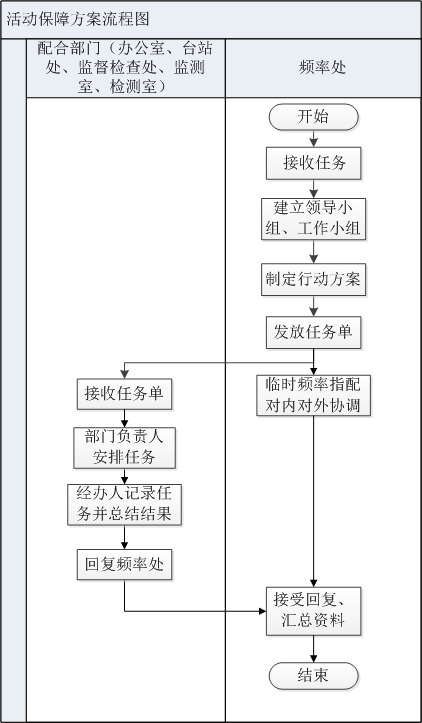 活动保障方案流程图
配合部门（办公室、台站
处、监督检查处、监测
室、检测室）
频率处
开始
接收任务
建立领导小
组、工作小组
制定行动方案
发放任务单
接收任务单
临时频率指配
对内对外协调
部门负责人
安排任务
经办人记录任
务并总结结果
回复频率处
接受回复、
汇总资料
结束